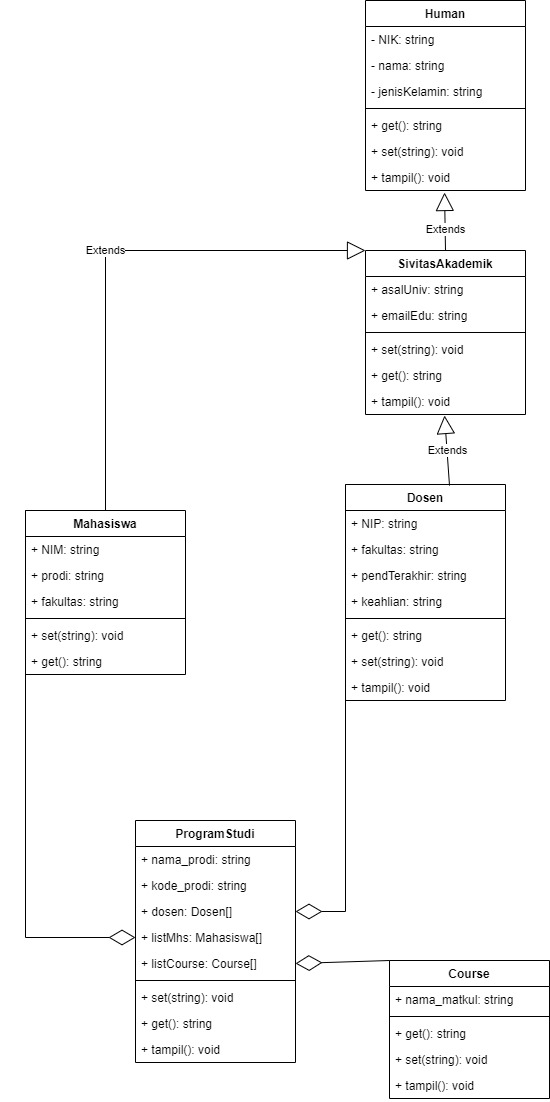 Human
- NIK: string
- nama: string
- jenisKelamin: string
+ get(): string
+ set(string): void
+ tampil(): void
Extends
Extends
SivitasAkademik
+ asalUniv: string
+ emailEdu: string
+ set(string): void
+ get(): string
+ tampil(): void
Extends
Dosen
+ NIP: string
+ fakultas: string
+ pendTerakhir: string
+ keahlian: string
+ get(): string
+ set(string): void
+ tampil(): void
Mahasiswa
+ NIM: string
+ prodi: string
+ fakultas: string
+ set(string): void
+ get(): string
ProgramStudi
+ nama_prodi: string
+ kode_prodi: string
+ dosen: Dosen[]
+ listMhs: Mahasiswa[]
+ listCourse: Course[]
+ set(string): void
+ get(): string
+ tampil(): void
Course
+ nama_matkul: string
+ get(): string
+ set(string): void
+ tampil(): void